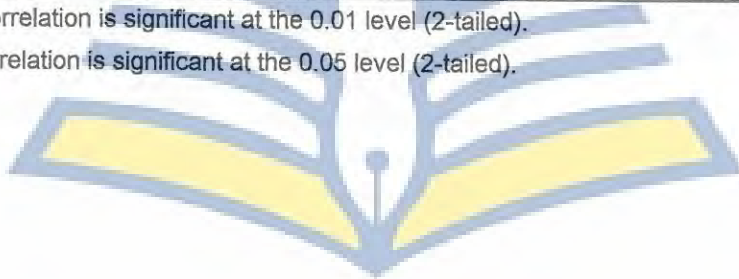 rrelation is significant at the 0.01 level (2-tailed).
relation is significant at the 0.05 level (2-tailed).